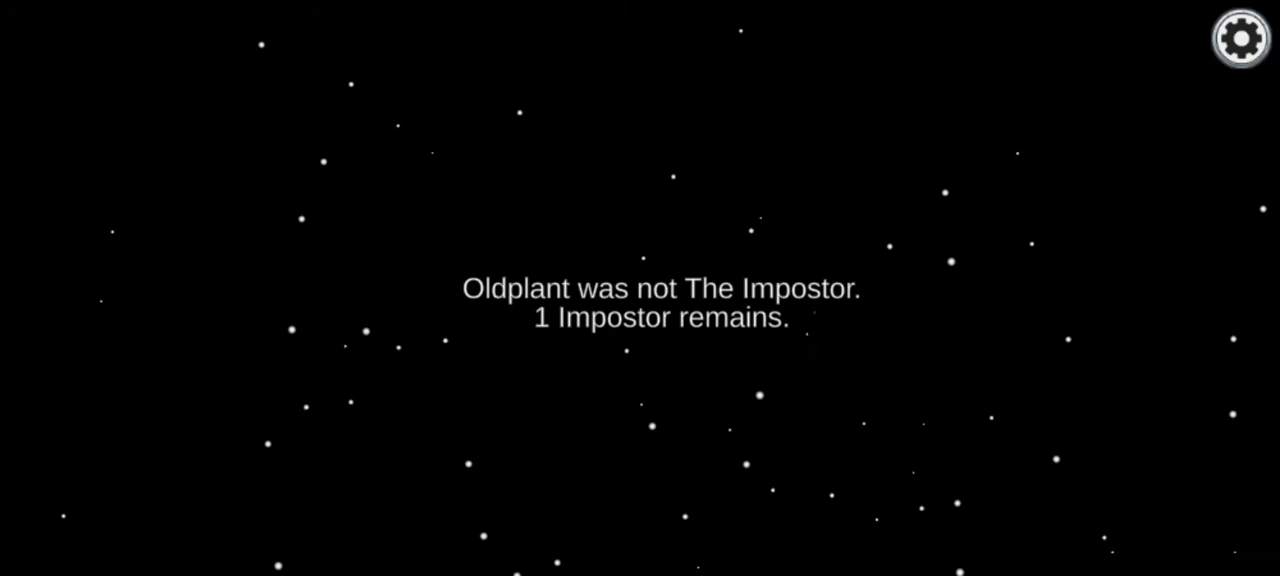 Oldplant was not The Impostor.
1 Impostor remains.